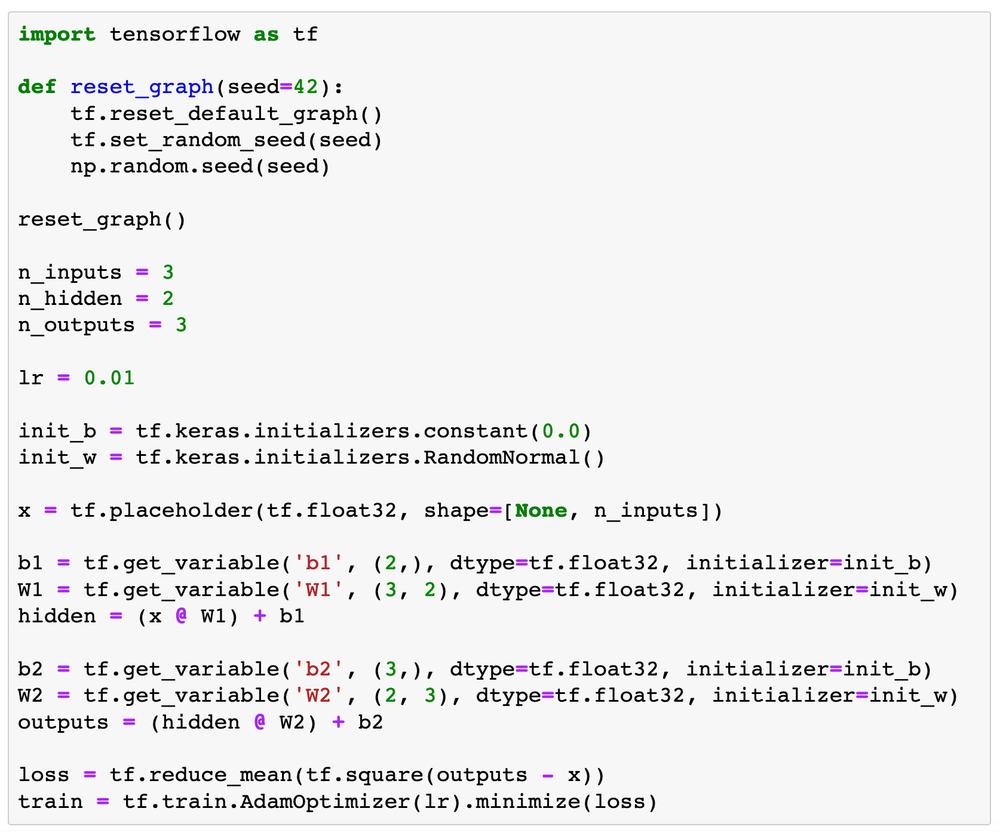 import tensorflow as tf
def reset_graph(seed=42):
    tf.reset_default_graph()
    tf.set_random_seed(seed)
    np.random.seed(seed)
reset_graph()
n_inputs = 3
n_hidden = 2
n_outputs = 3
lr = 0.01
init_b = tf.keras.initializers.constant(0.0)
init_w = tf.keras.initializers.RandomNormal()
x = tf.placeholder(tf.float32, shape=[None, n_inputs])
b1 = tf.get_variable('b1', (2,), dtype=tf.float32, initializer=init_b)
W1 = tf.get_variable('W1', (3, 2), dtype=tf.float32, initializer=init_w)
hidden = (x @ W1) + b1
b2 = tf.get_variable('b2', (3,), dtype=tf.float32, initializer=init_b)
W2 = tf.get_variable('W2', (2, 3), dtype=tf.float32, initializer=init_w)
outputs = (hidden @ W2) + b2
loss = tf.reduce_mean(tf.square(outputs - x))
train = tf.train.AdamOptimizer(lr).minimize(loss)